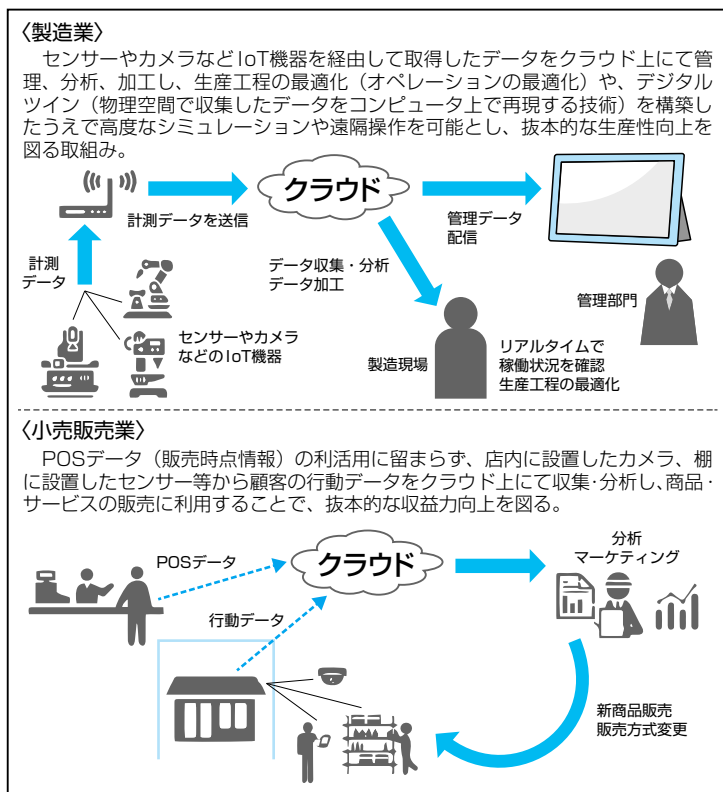 〈製造業〉
　センサーやカメラなどIoT機器を経由して取得したデータをクラウド上にて管
理、分析、加工し、生産工程の最適化（オペレーションの最適化）や、デジタル
ツイン（物理空間で収集したデータをコンピュータ上で再現する技術）を構築し
たうえで高度なシミュレーションや遠隔操作を可能とし、抜本的な生産性向上を
図る取組み。
クラウド
計測データを送信
管理データ
配信
計測
データ
データ収集・分析
データ加工
管理部門
センサーやカメラ
などのIoT機器
製造現場
リアルタイムで
稼働状況を確認
生産工程の最適化
〈小売販売業〉
　POSデータ（販売時点情報）の利活用に留まらず、店内に設置したカメラ、棚
に設置したセンサー等から顧客の行動データをクラウド上にて収集・分析し、商品・
サービスの販売に利用することで、抜本的な収益力向上を図る。
POSデータ
クラウド
分析
マーケティング
行動データ
新商品販売
販売方式変更